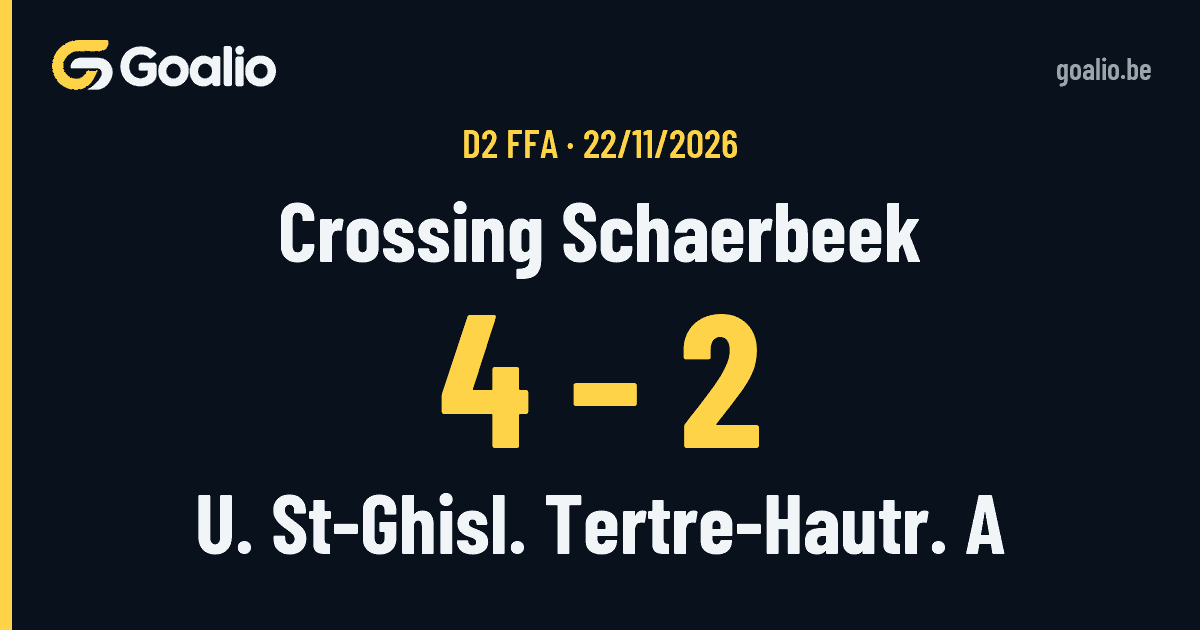 Goalio
goalio.be
D2 FFA · 22/11/2026
Crossing Schaerbeek
4 – 2
U. St-Ghisl. Tertre-Hautr. A